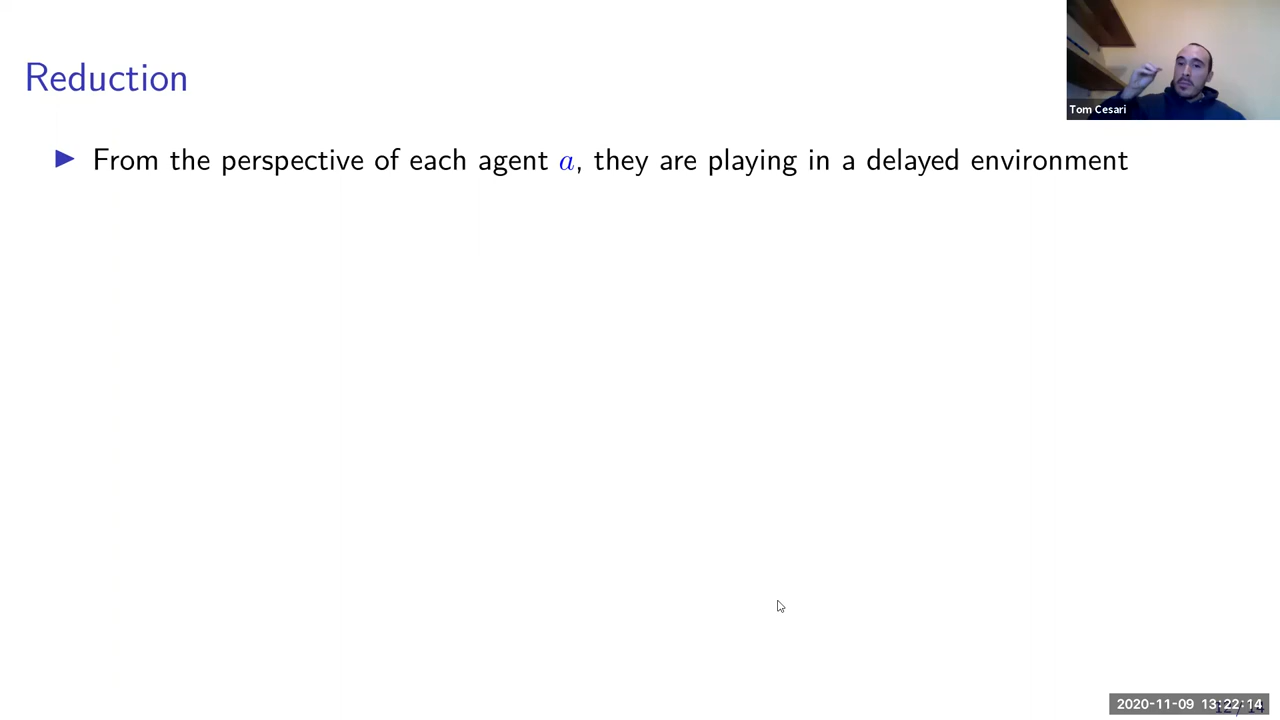 Reduction
Tom Cesari
▶ From the perspective of each agent a, they are playing in a delayed environment
2020-11-09 13:22:14